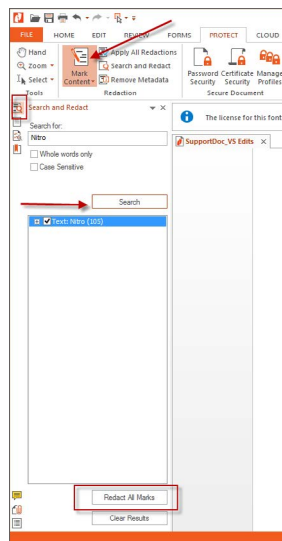 FILE HOME EDIT REVIEW FORMS PROTECT CLOUD
Hand
Zoom
Select
Tools
Mark
Content
Apply All Redactions
Search and Redact
Remove Metadata
Redaction
Password Certificate Manage
Security Security Profiles
Secure Document
Search and Redact
The license for this font
Search for:
Nitro
SupportDoc_VS Edits
Whole words only
Case Sensitive
Search
Text: Nitro (105)
Redact All Marks
Clear Results